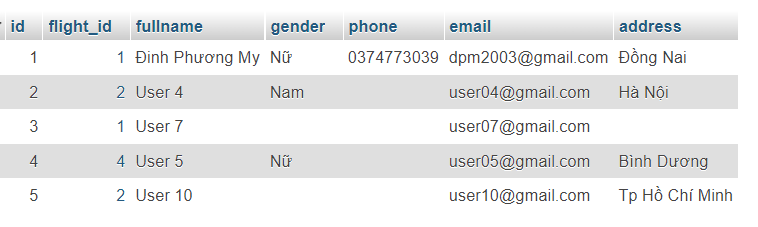 id flight_id fullname gender phone email address
1 1 Đinh Phương My Nữ 0374773039 dpm2003@gmail.com Đồng Nai
2 2 User 4 Nam user04@gmail.com Hà Nội
3 1 User 7 user07@gmail.com
4 4 User 5 Nữ user05@gmail.com Bình Dương
5 2 User 10 user10@gmail.com Tp Hồ Chí Minh